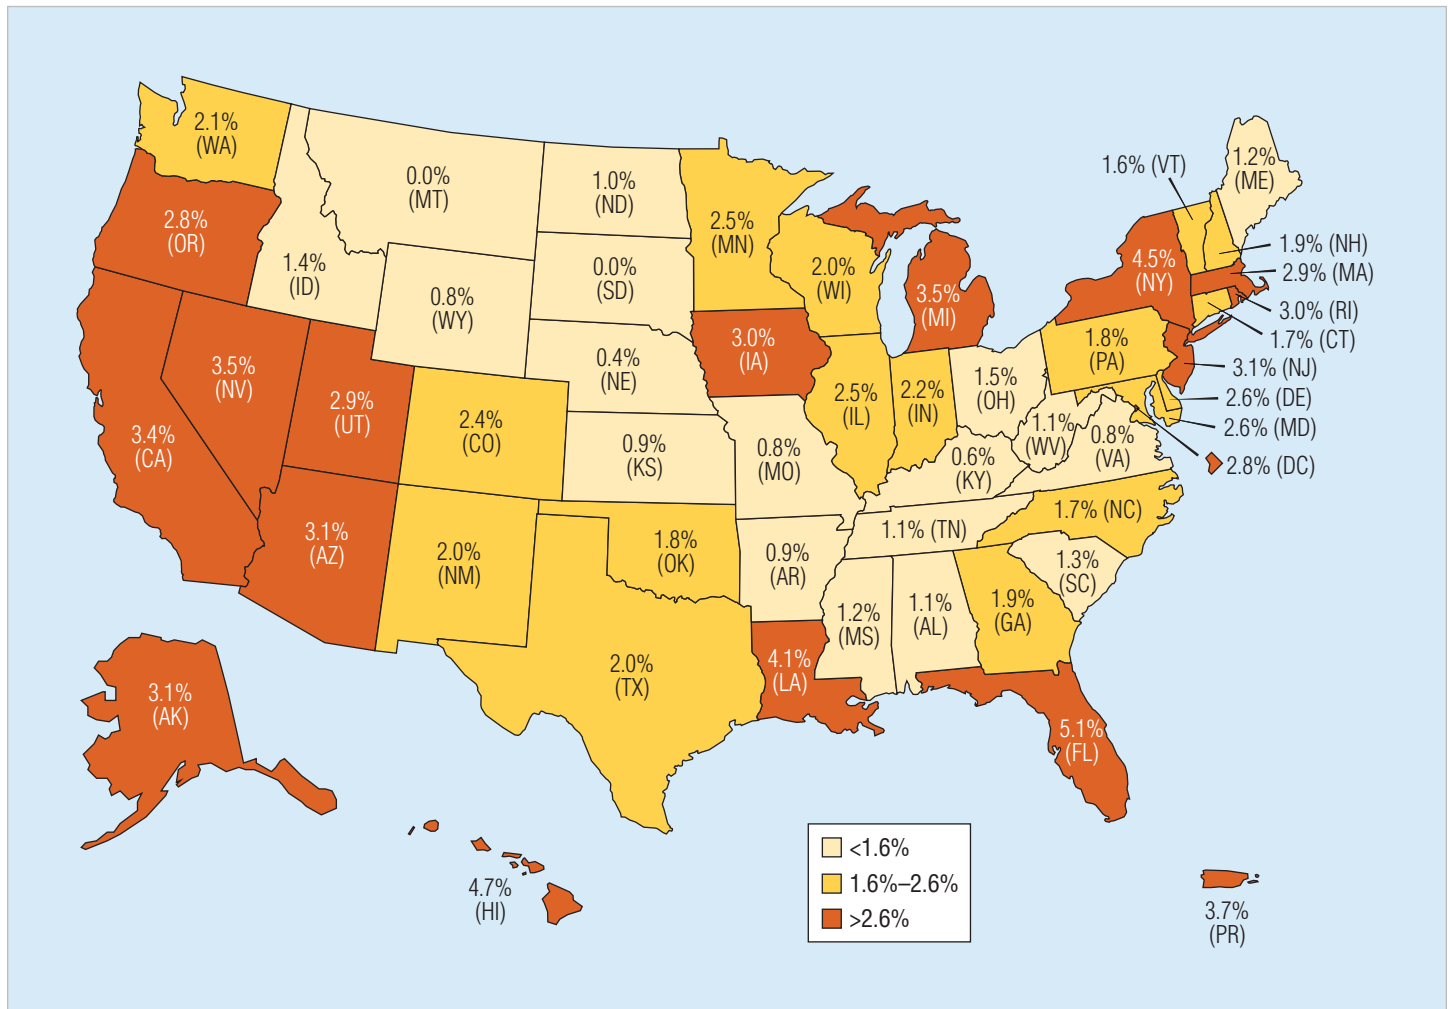 2.1%
(WA)
2.8%
(OR)
3.4%
(CA)
3.5%
(NV)
1.4%
(ID)
0.0%
(MT)
0.8%
(WY)
2.9%
(UT)
3.1%
(AZ)
2.4%
(CO)
2.0%
(NM)
1.0%
(ND)
0.0%
(SD)
0.4%
(NE)
0.9%
(KS)
1.8%
(OK)
2.0%
(TX)
2.5%
(MN)
3.0%
(IA)
0.8%
(MO)
0.9%
(AR)
4.1%
(LA)
2.0%
(WI)
2.5%
(IL)
3.5%
(MI)
2.2%
(IN)
1.5%
(OH)
0.6%
(KY)
1.1% (TN)
1.2%
(MS)
1.1%
(AL)
1.9%
(GA)
5.1%
(FL)
1.3%
(SC)
1.7% (NC)
0.8%
(VA)
1.1%
(WV)
1.8%
(PA)
4.5%
(NY)
1.6% (VT)
1.2%
(ME)
1.9% (NH)
2.9% (MA)
3.0% (RI)
1.7% (CT)
3.1% (NJ)
2.6% (DE)
2.6% (MD)
2.8% (DC)
3.1%
(AK)
4.7%
(HI)
<1.6%
1.6%–2.6%
>2.6%
3.7%
(PR)